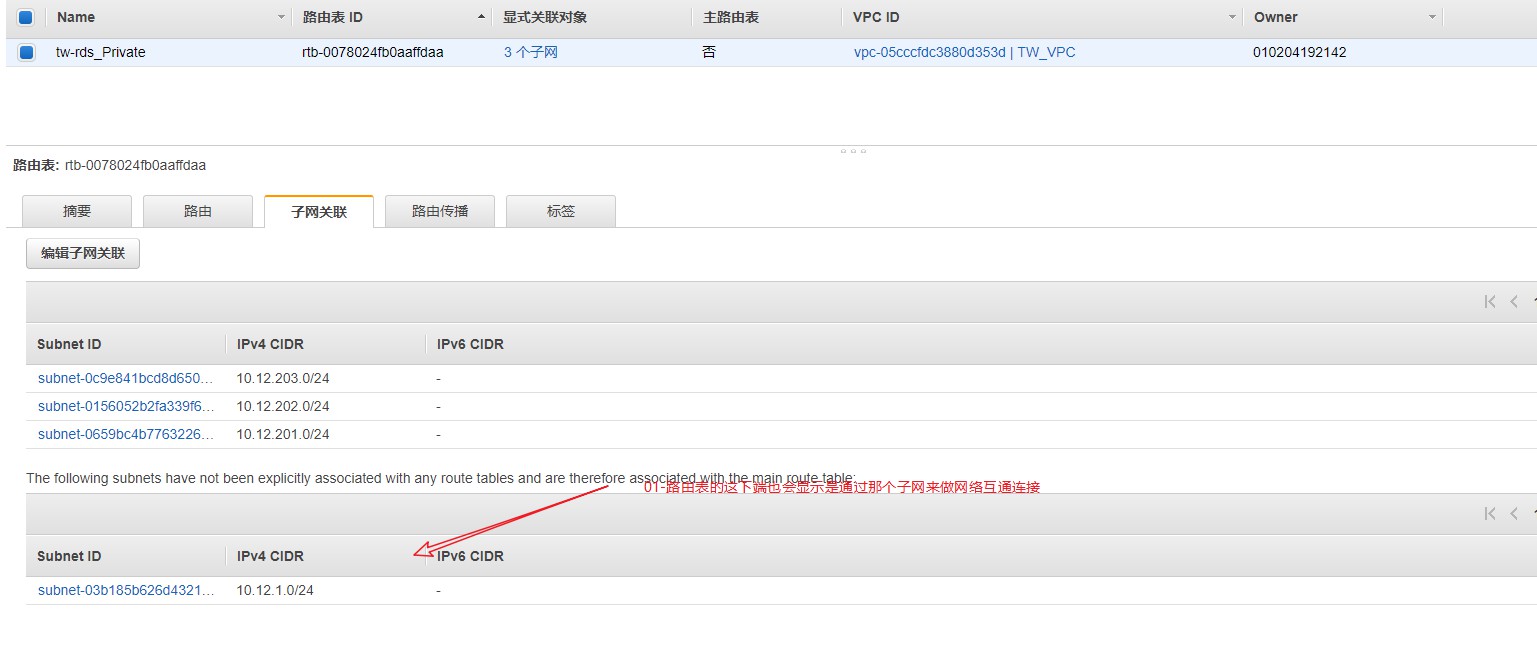 Name 路由表 ID 显式关联对象 主路由表 VPC ID Owner
tw-rds_Private rtb-0078024fb0aaffdaa 3 个子网 否 vpc-05cccfdc3880d353d | TW_VPC 010204192142
路由表: rtb-0078024fb0aaffdaa
摘要 路由 子网关联 路由传播 标签
编辑子网关联
Subnet ID IPv4 CIDR IPv6 CIDR
subnet-0c9e841bcd8d650... 10.12.203.0/24 -
subnet-0156052b2fa339f6... 10.12.202.0/24 -
subnet-0659bc4b7763226... 10.12.201.0/24 -
The following subnets have not been explicitly associated with any route tables and are therefore associated with the main route table:
01-路由表的这下端也会显示是通过那个子网来做网络互通连接
Subnet ID IPv4 CIDR IPv6 CIDR
subnet-03b185b626d4321... 10.12.1.0/24 -